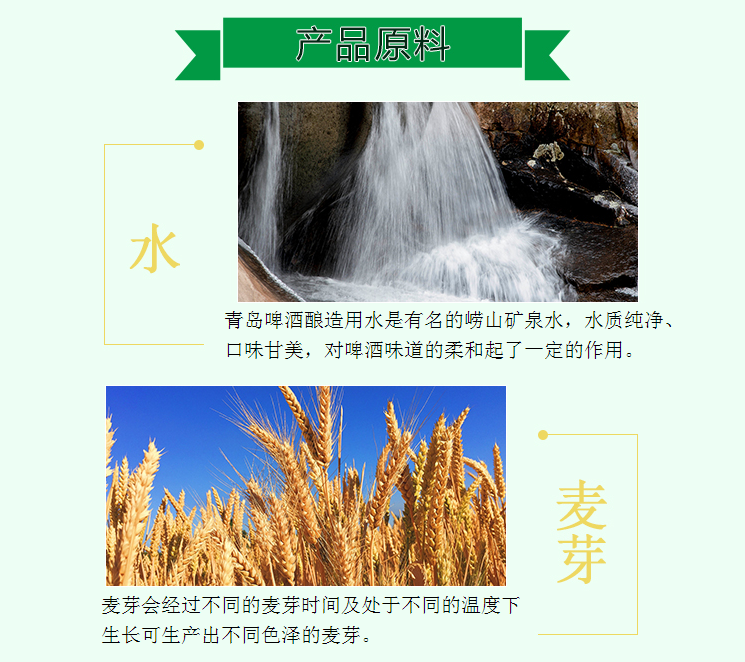 产品原料
水
青岛啤酒酿造用水是有名的崂山矿泉水，水质纯净、
口味甘美，对啤酒味道的柔和起了一定的作用。
麦芽
麦芽会经过不同的麦芽时间及处于不同的温度下
生长可生产出不同色泽的麦芽。